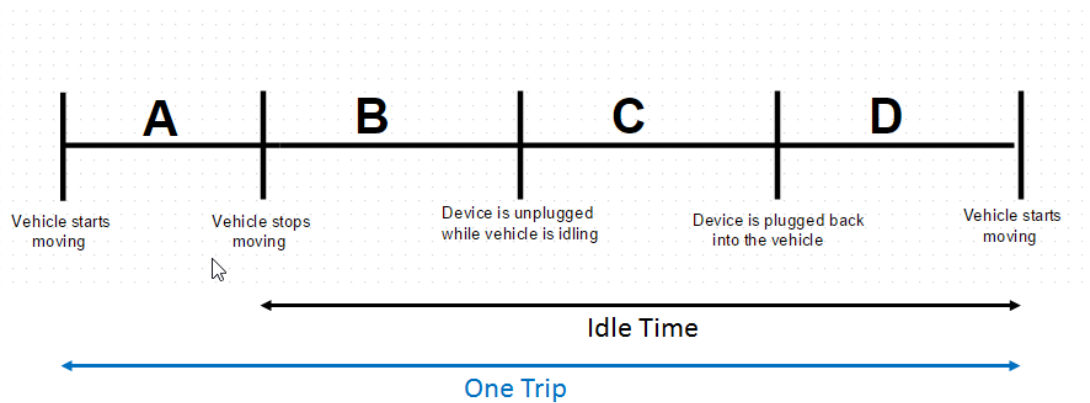 A
B
C
D
Vehicle starts
moving
Vehicle stops
moving
Device is unplugged
while vehicle is idling
Device is plugged back
into the vehicle
Vehicle starts
moving
Idle Time
One Trip